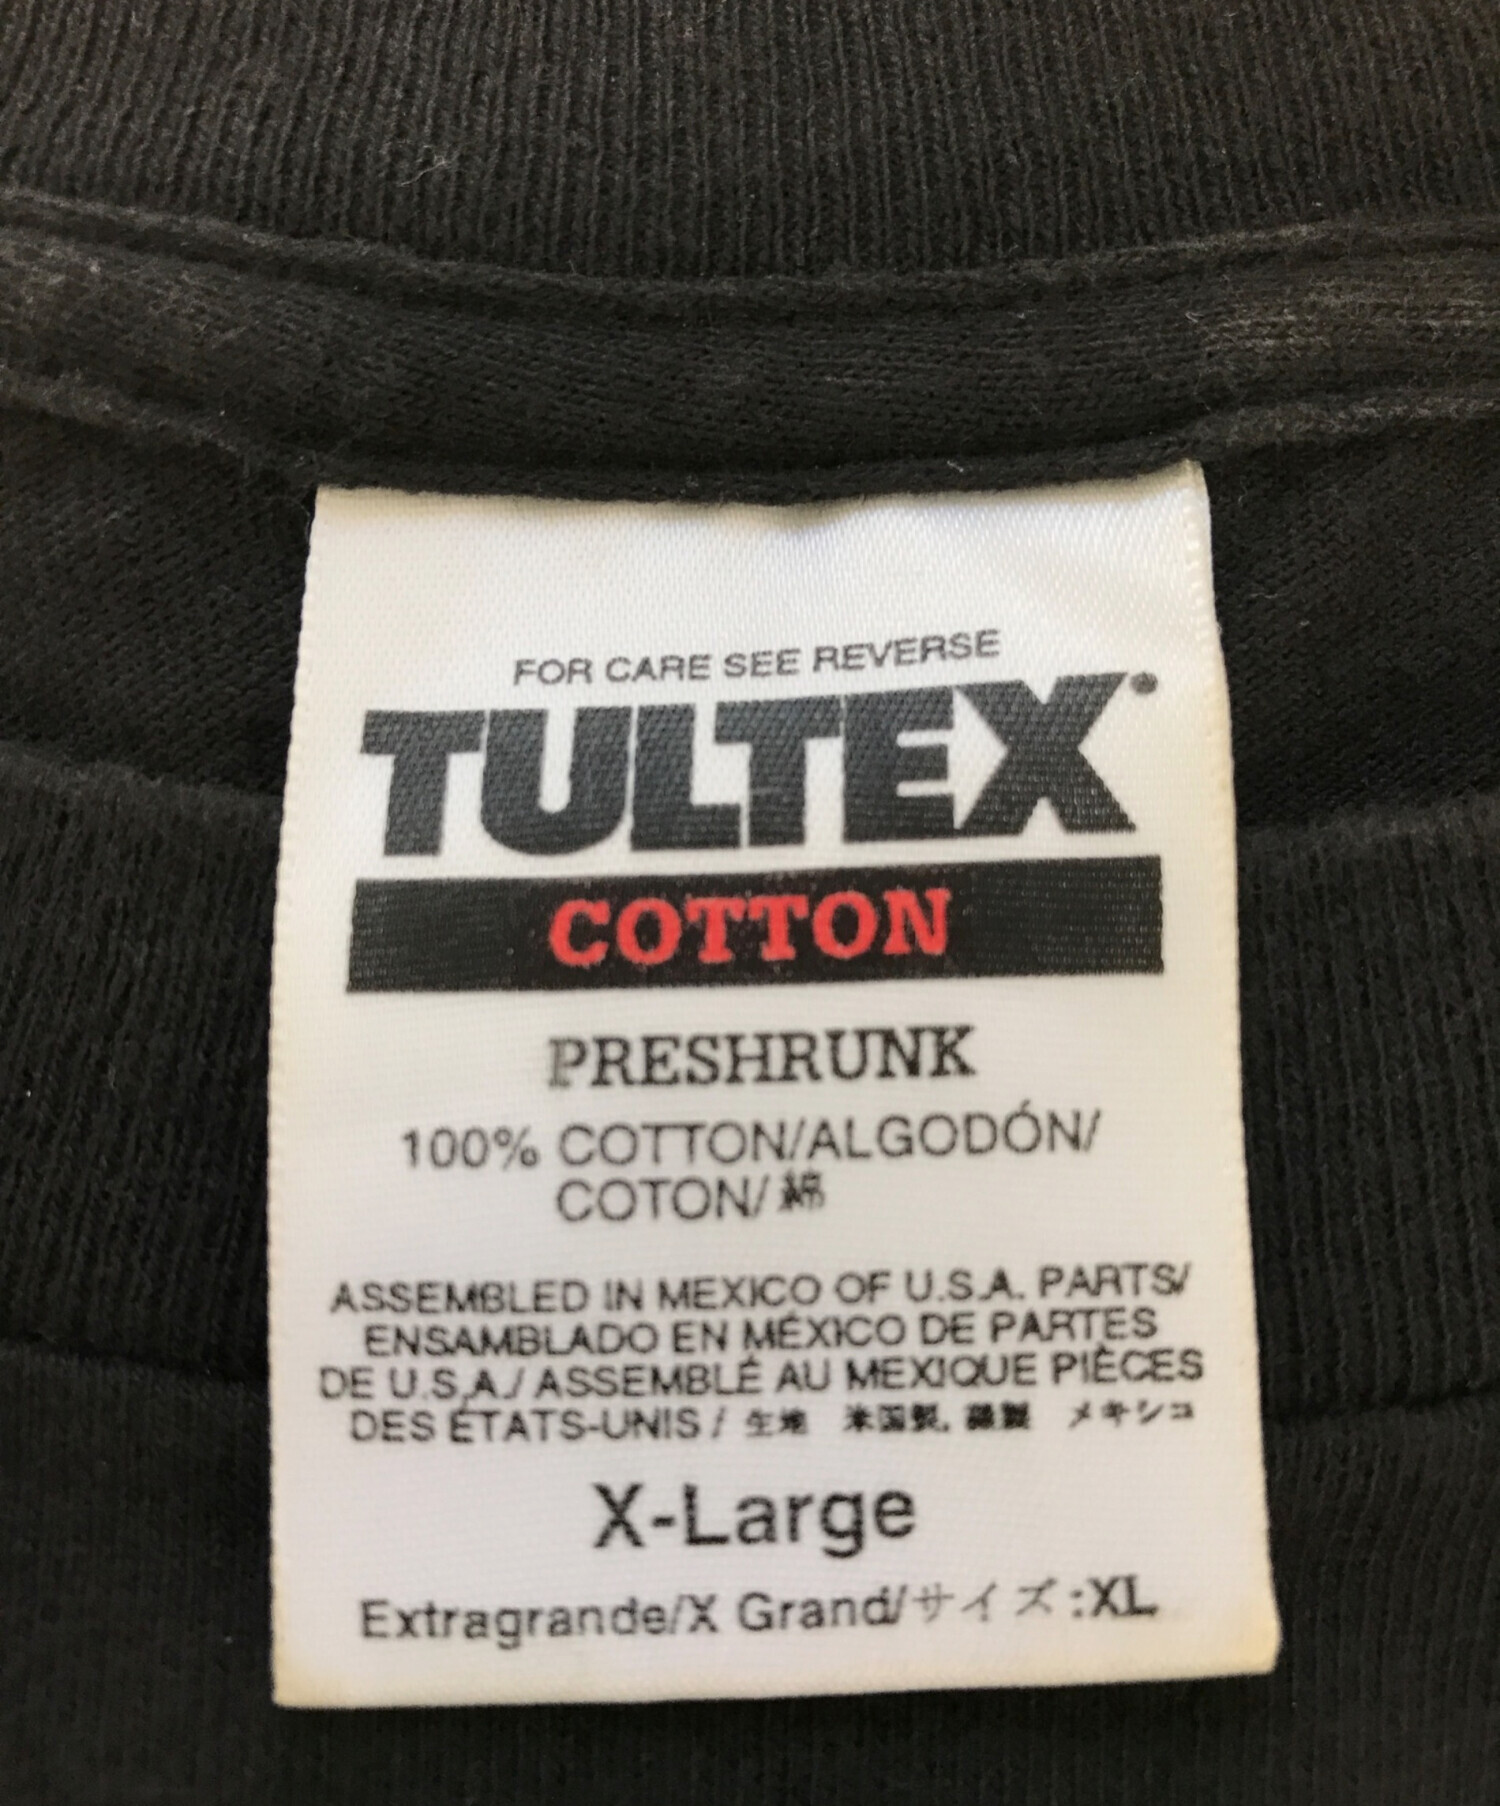 FOR CARE SEE REVERSE
TULTEX
COTTON
PRESHRUNK
100% COTTON/ALGODÓN/
COTON/綿
ASSEMBLED IN MEXICO OF U.S.A. PARTS/
ENSAMBLADO EN MÉXICO DE PARTES
DE U.S.A./ASSEMBLÉ AU MEXIQUE PIÈCES
DES ÉTATS-UNIS/生地 米国製, 縫製 メキシコ
X-Large
Extragrande/X Grand/サイズ:XL